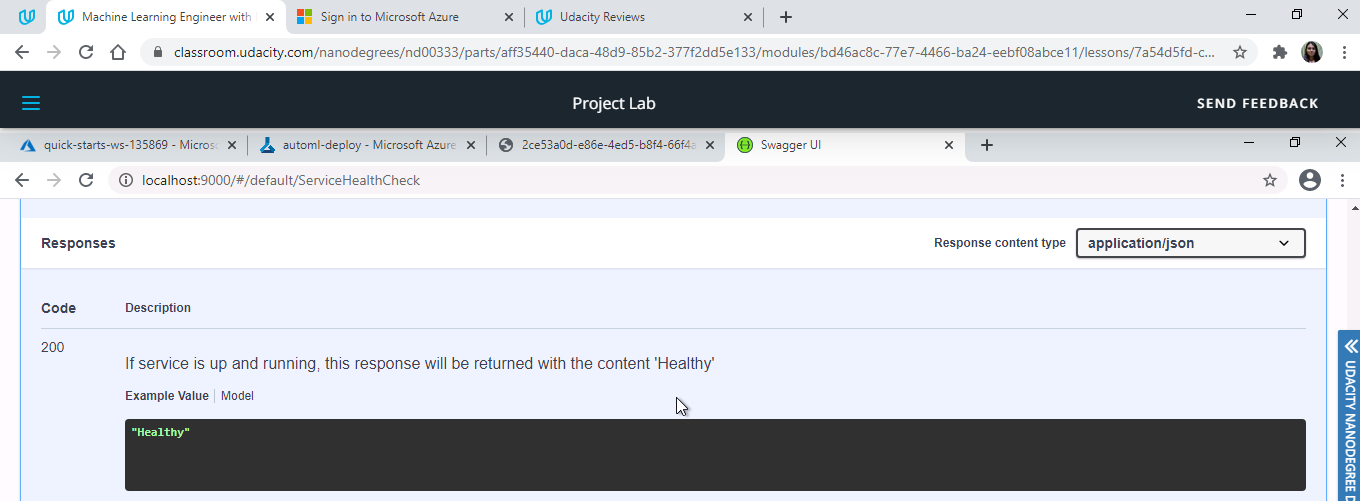 Machine Learning Engineer with
Sign in to Microsoft Azure
Udacity Reviews
classroom.udacity.com/nanodegrees/nd00333/parts/aff35440-daca-48d9-85b2-377f2dd5e133/modules/bd46ac8c-77e7-4466-ba24-eebf08abce11/lessons/7a54d5fd-c...
Project Lab
SEND FEEDBACK
quick-starts-ws-135869 - Micros
automl-deploy - Microsoft Azure
2ce53a0d-e86e-4ed5-b8f4-66f4a
Swagger UI
localhost:9000/#/default/ServiceHealthCheck
Responses
Response content type
application/json
Code
Description
200
If service is up and running, this response will be returned with the content 'Healthy'
Example Value
Model
"Healthy"
UDACITY NANODEGREE D